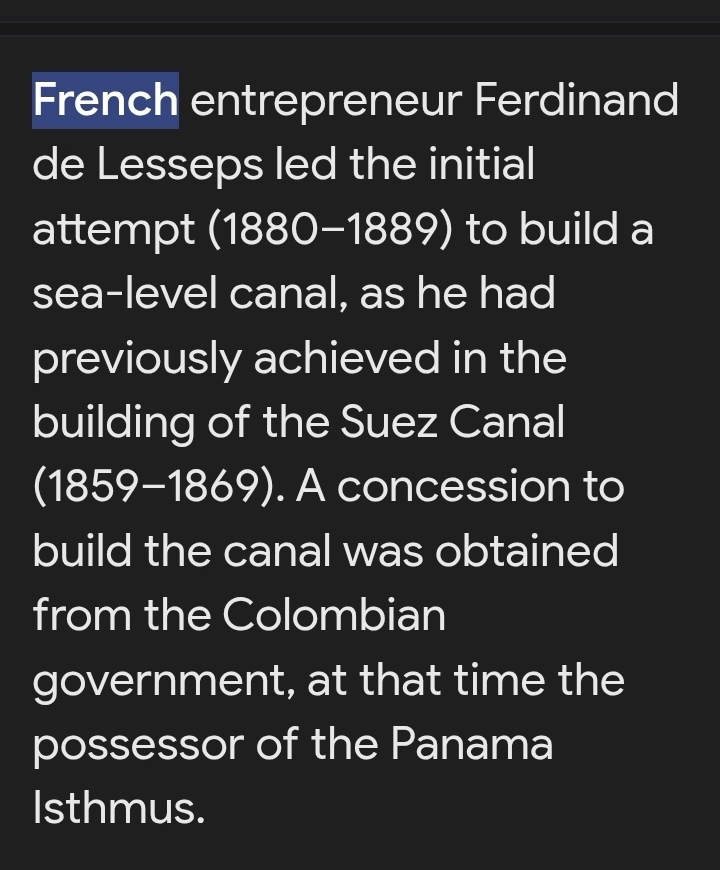 French entrepreneur Ferdinand
de Lesseps led the initial
attempt (1880–1889) to build a
sea-level canal, as he had
previously achieved in the
building of the Suez Canal
(1859–1869). A concession to
build the canal was obtained
from the Colombian
government, at that time the
possessor of the Panama
Isthmus.